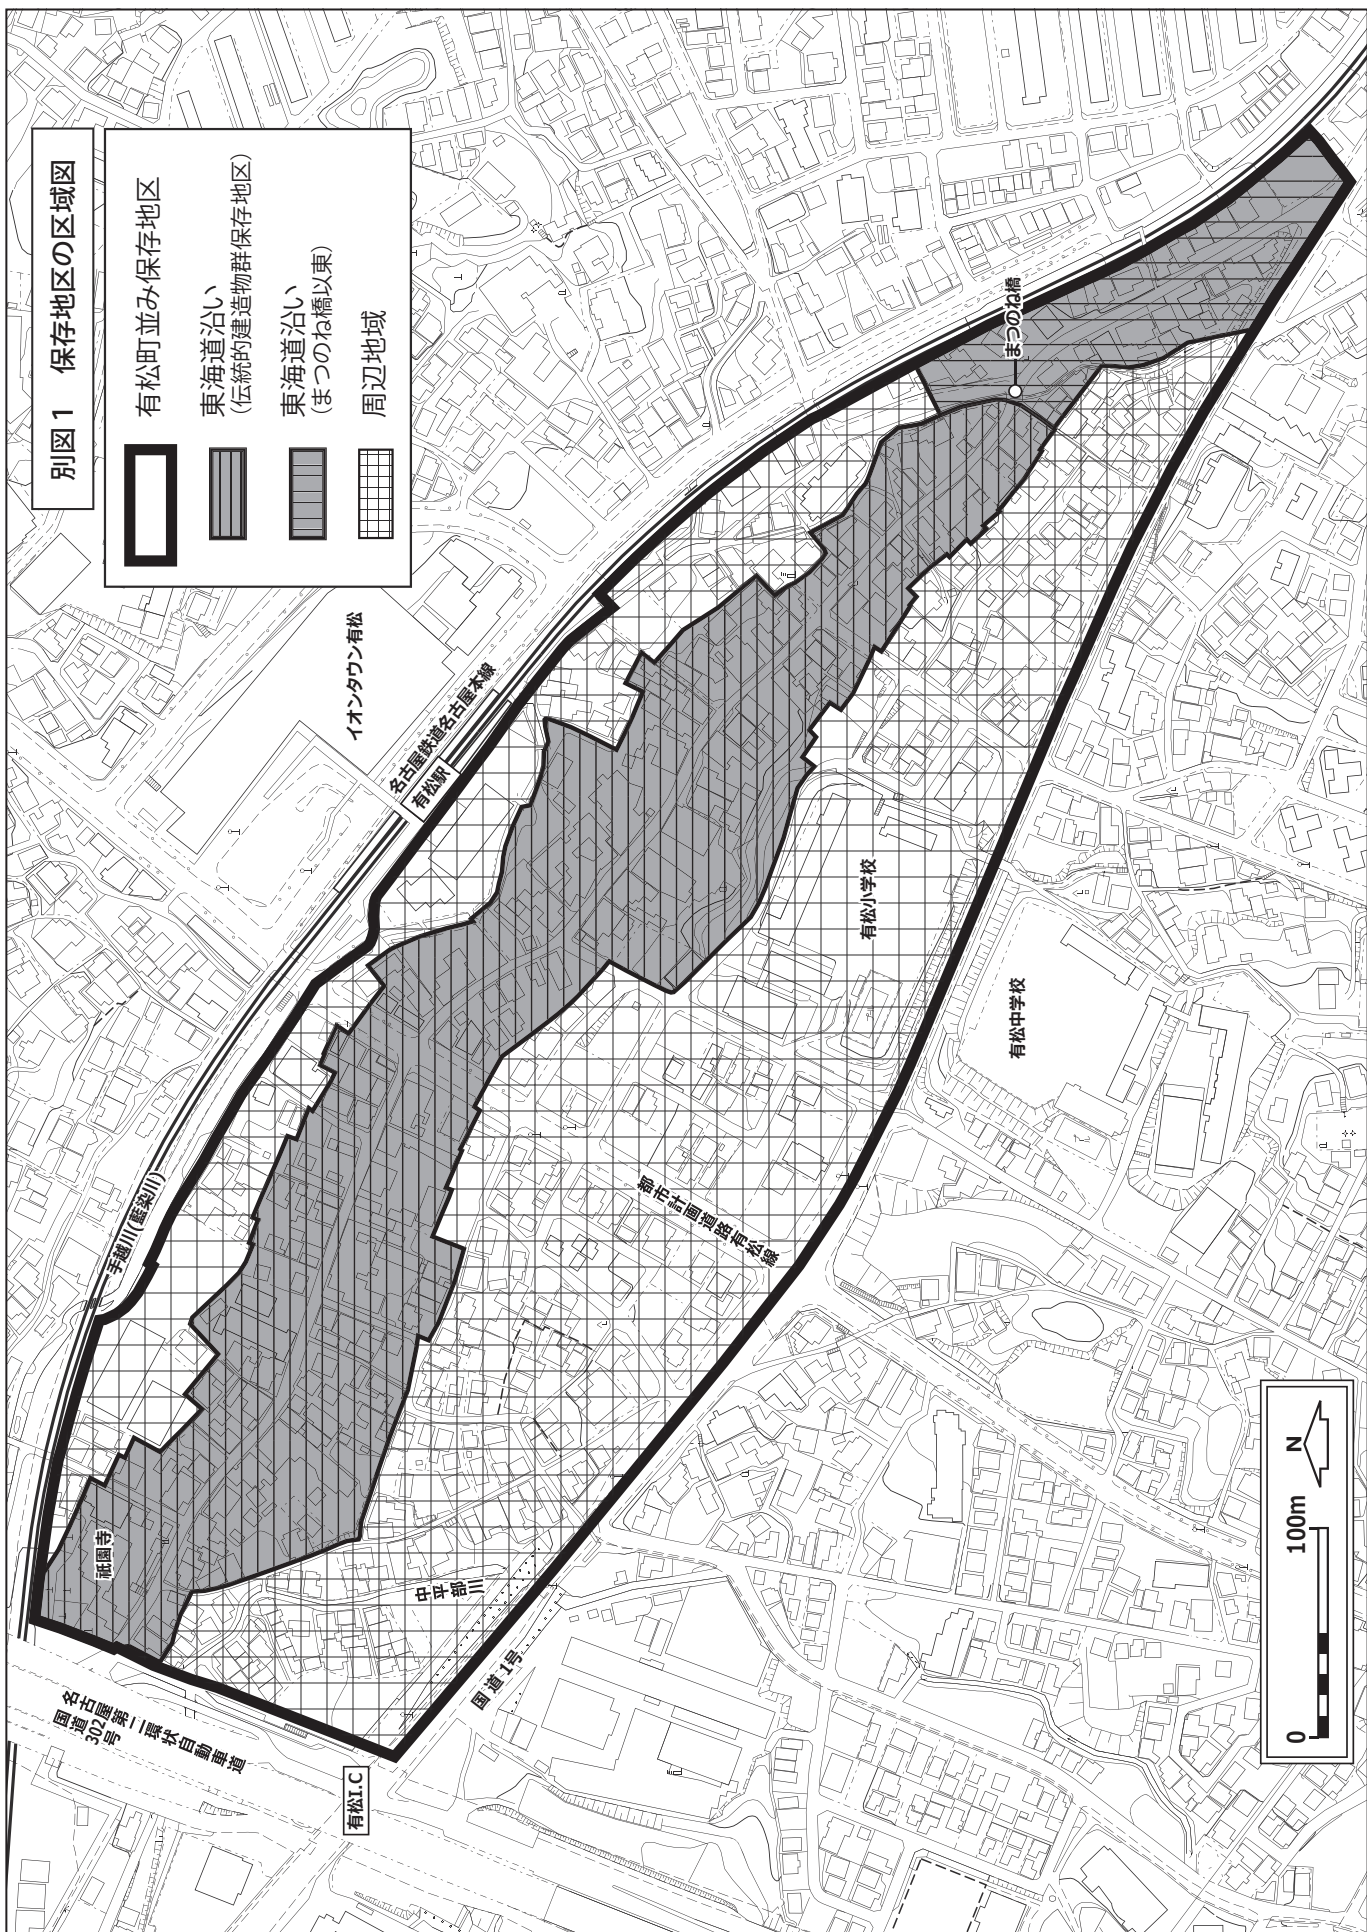 別図1 保存地区の区域図
有松町並み保存地区
東海道沿い
(伝統的建造物群保存地区)
東海道沿い
(まつのね橋以東)
周辺地域
イオンタウン有松
名古屋鉄道名古屋本線
有松駅
まつのね橋
手越川(藍染川)
有松小学校
有松中学校
都市計画道路有松線
祇園寺
中平部川
国道1号
名古屋第二環状自動車道
国道302号
有松I.C
0
100m
N